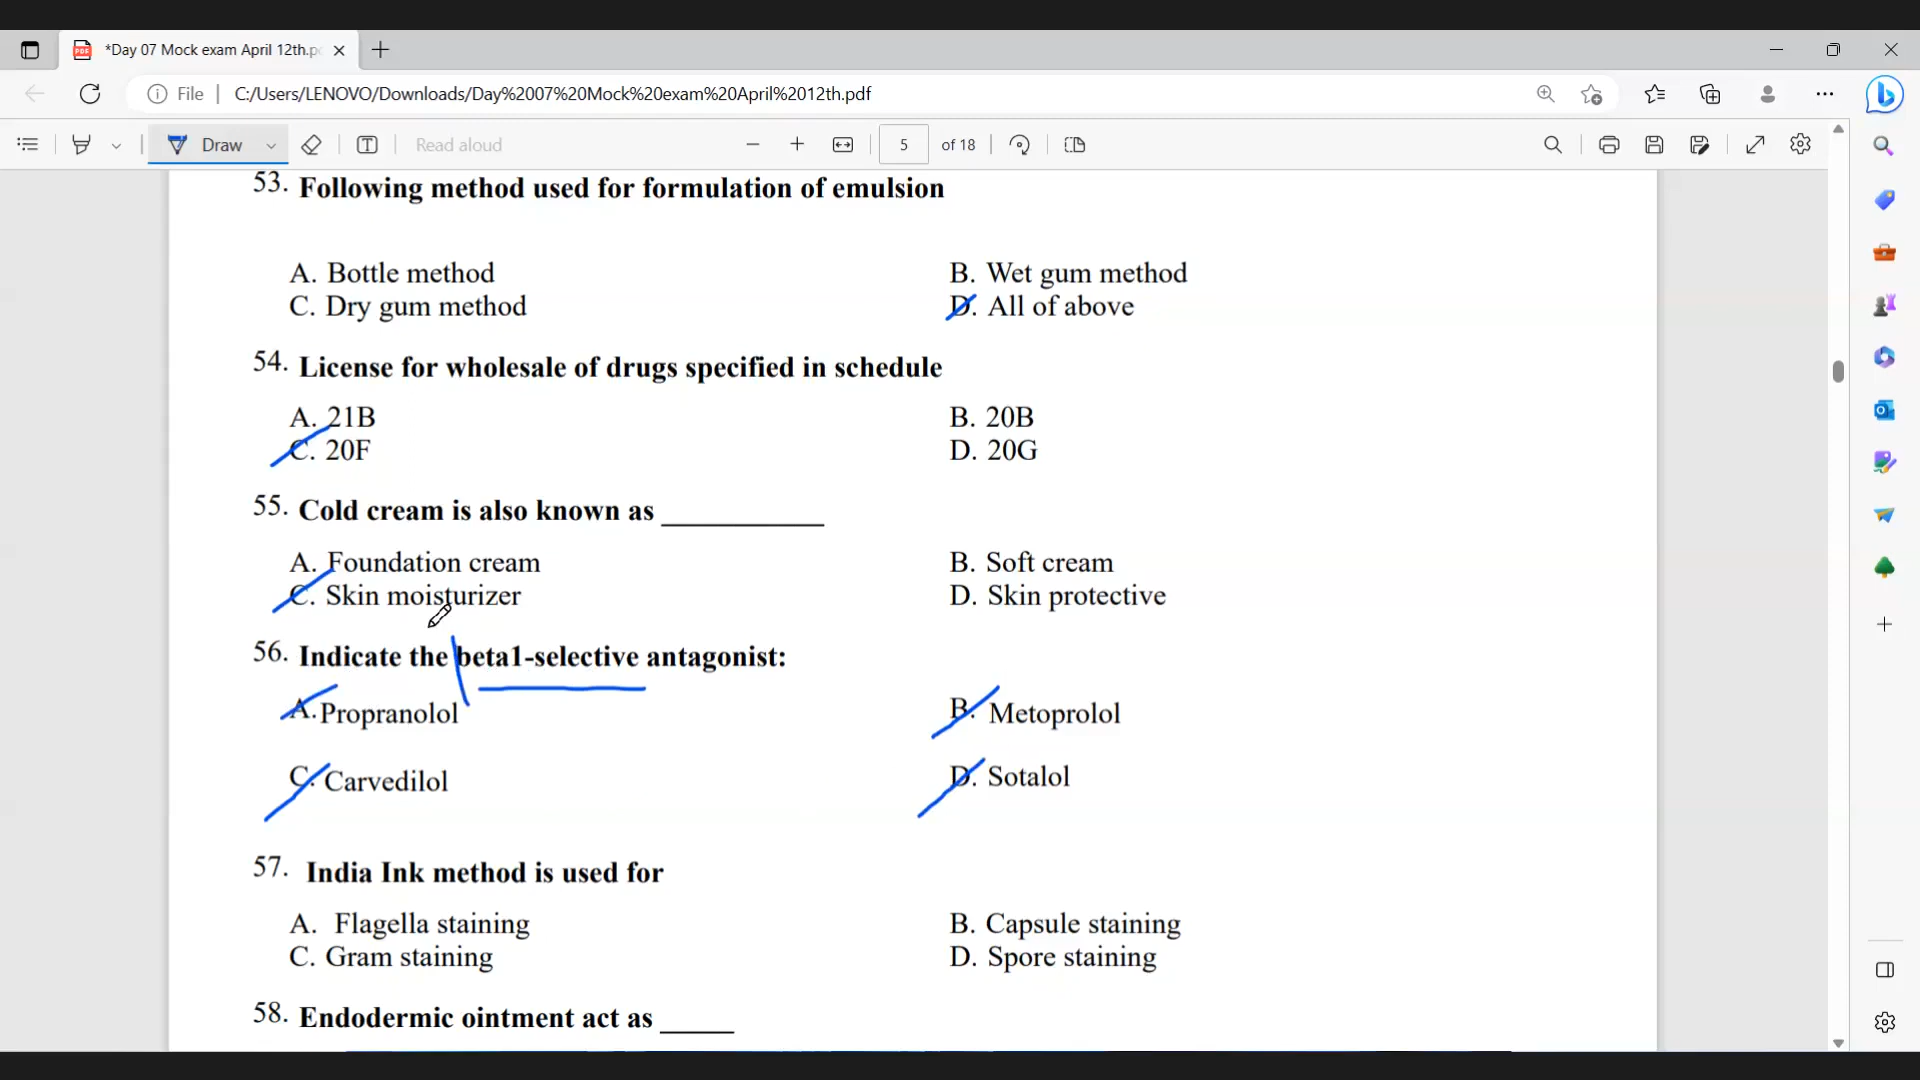 *Day 07 Mock exam April 12th.p
File
C:/Users/LENOVO/Downloads/Day%2007%20Mock%20exam%20April%2012th.pdf
Draw
Read aloud
5
of 18
53. Following method used for formulation of emulsion
A. Bottle method
B. Wet gum method
C. Dry gum method
D. All of above
54. License for wholesale of drugs specified in schedule
A. 21B
B. 20B
C. 20F
D. 20G
55. Cold cream is also known as ____________
A. Foundation cream
B. Soft cream
C. Skin moisturizer
D. Skin protective
56. Indicate the beta1-selective antagonist:
A. Propranolol
B. Metoprolol
C. Carvedilol
D. Sotalol
57. India Ink method is used for
A. Flagella staining
B. Capsule staining
C. Gram staining
D. Spore staining
58. Endodermic ointment act as _____